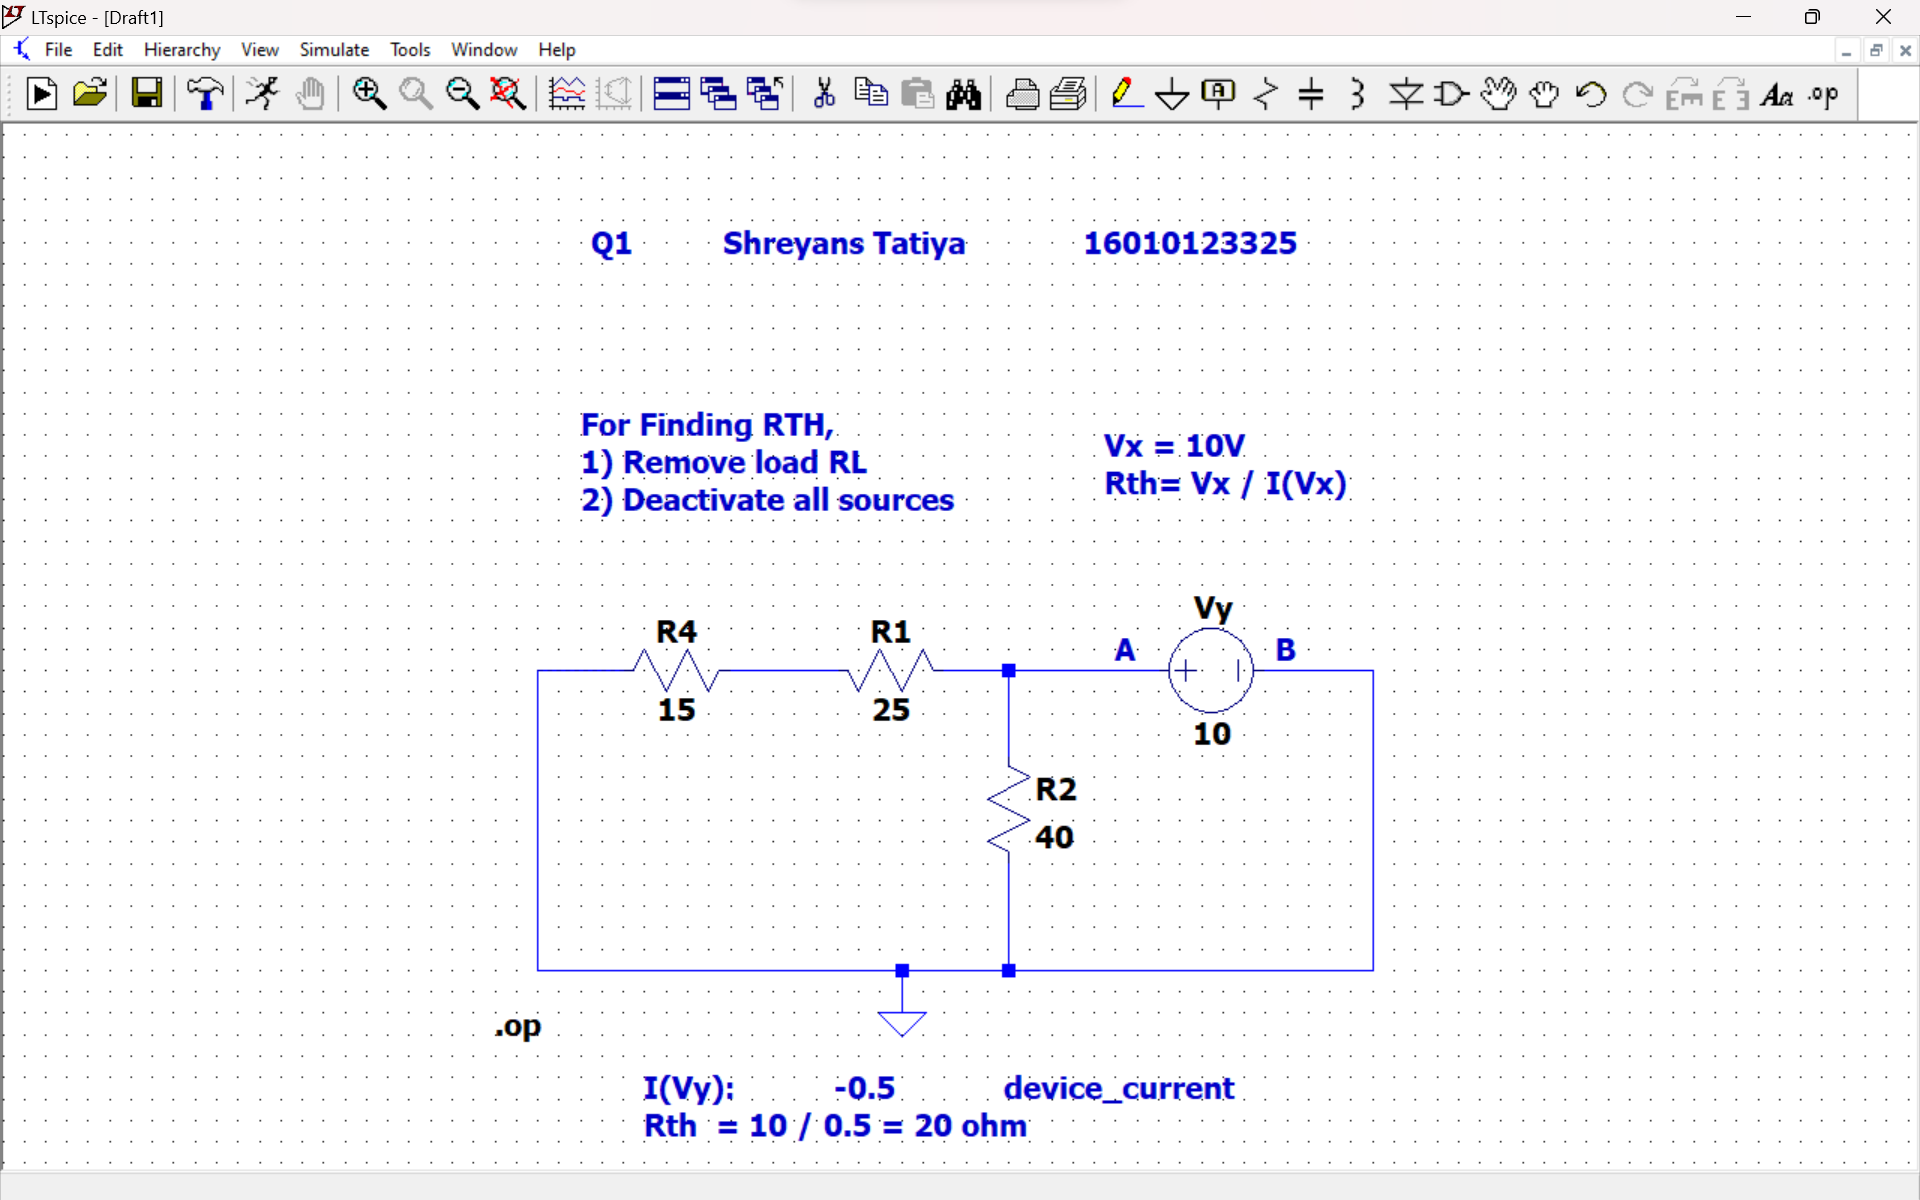 LTspice - [Draft1]
File Edit Hierarchy View Simulate Tools Window Help
A Aa .op
Q1 Shreyans Tatiya 16010123325
For Finding RTH,
1) Remove load RL
2) Deactivate all sources
Vx = 10V
Rth= Vx / I(Vx)
R4
15
R1
25
A
Vy
B
10
R2
40
.op
I(Vy): -0.5 device_current
Rth = 10 / 0.5 = 20 ohm